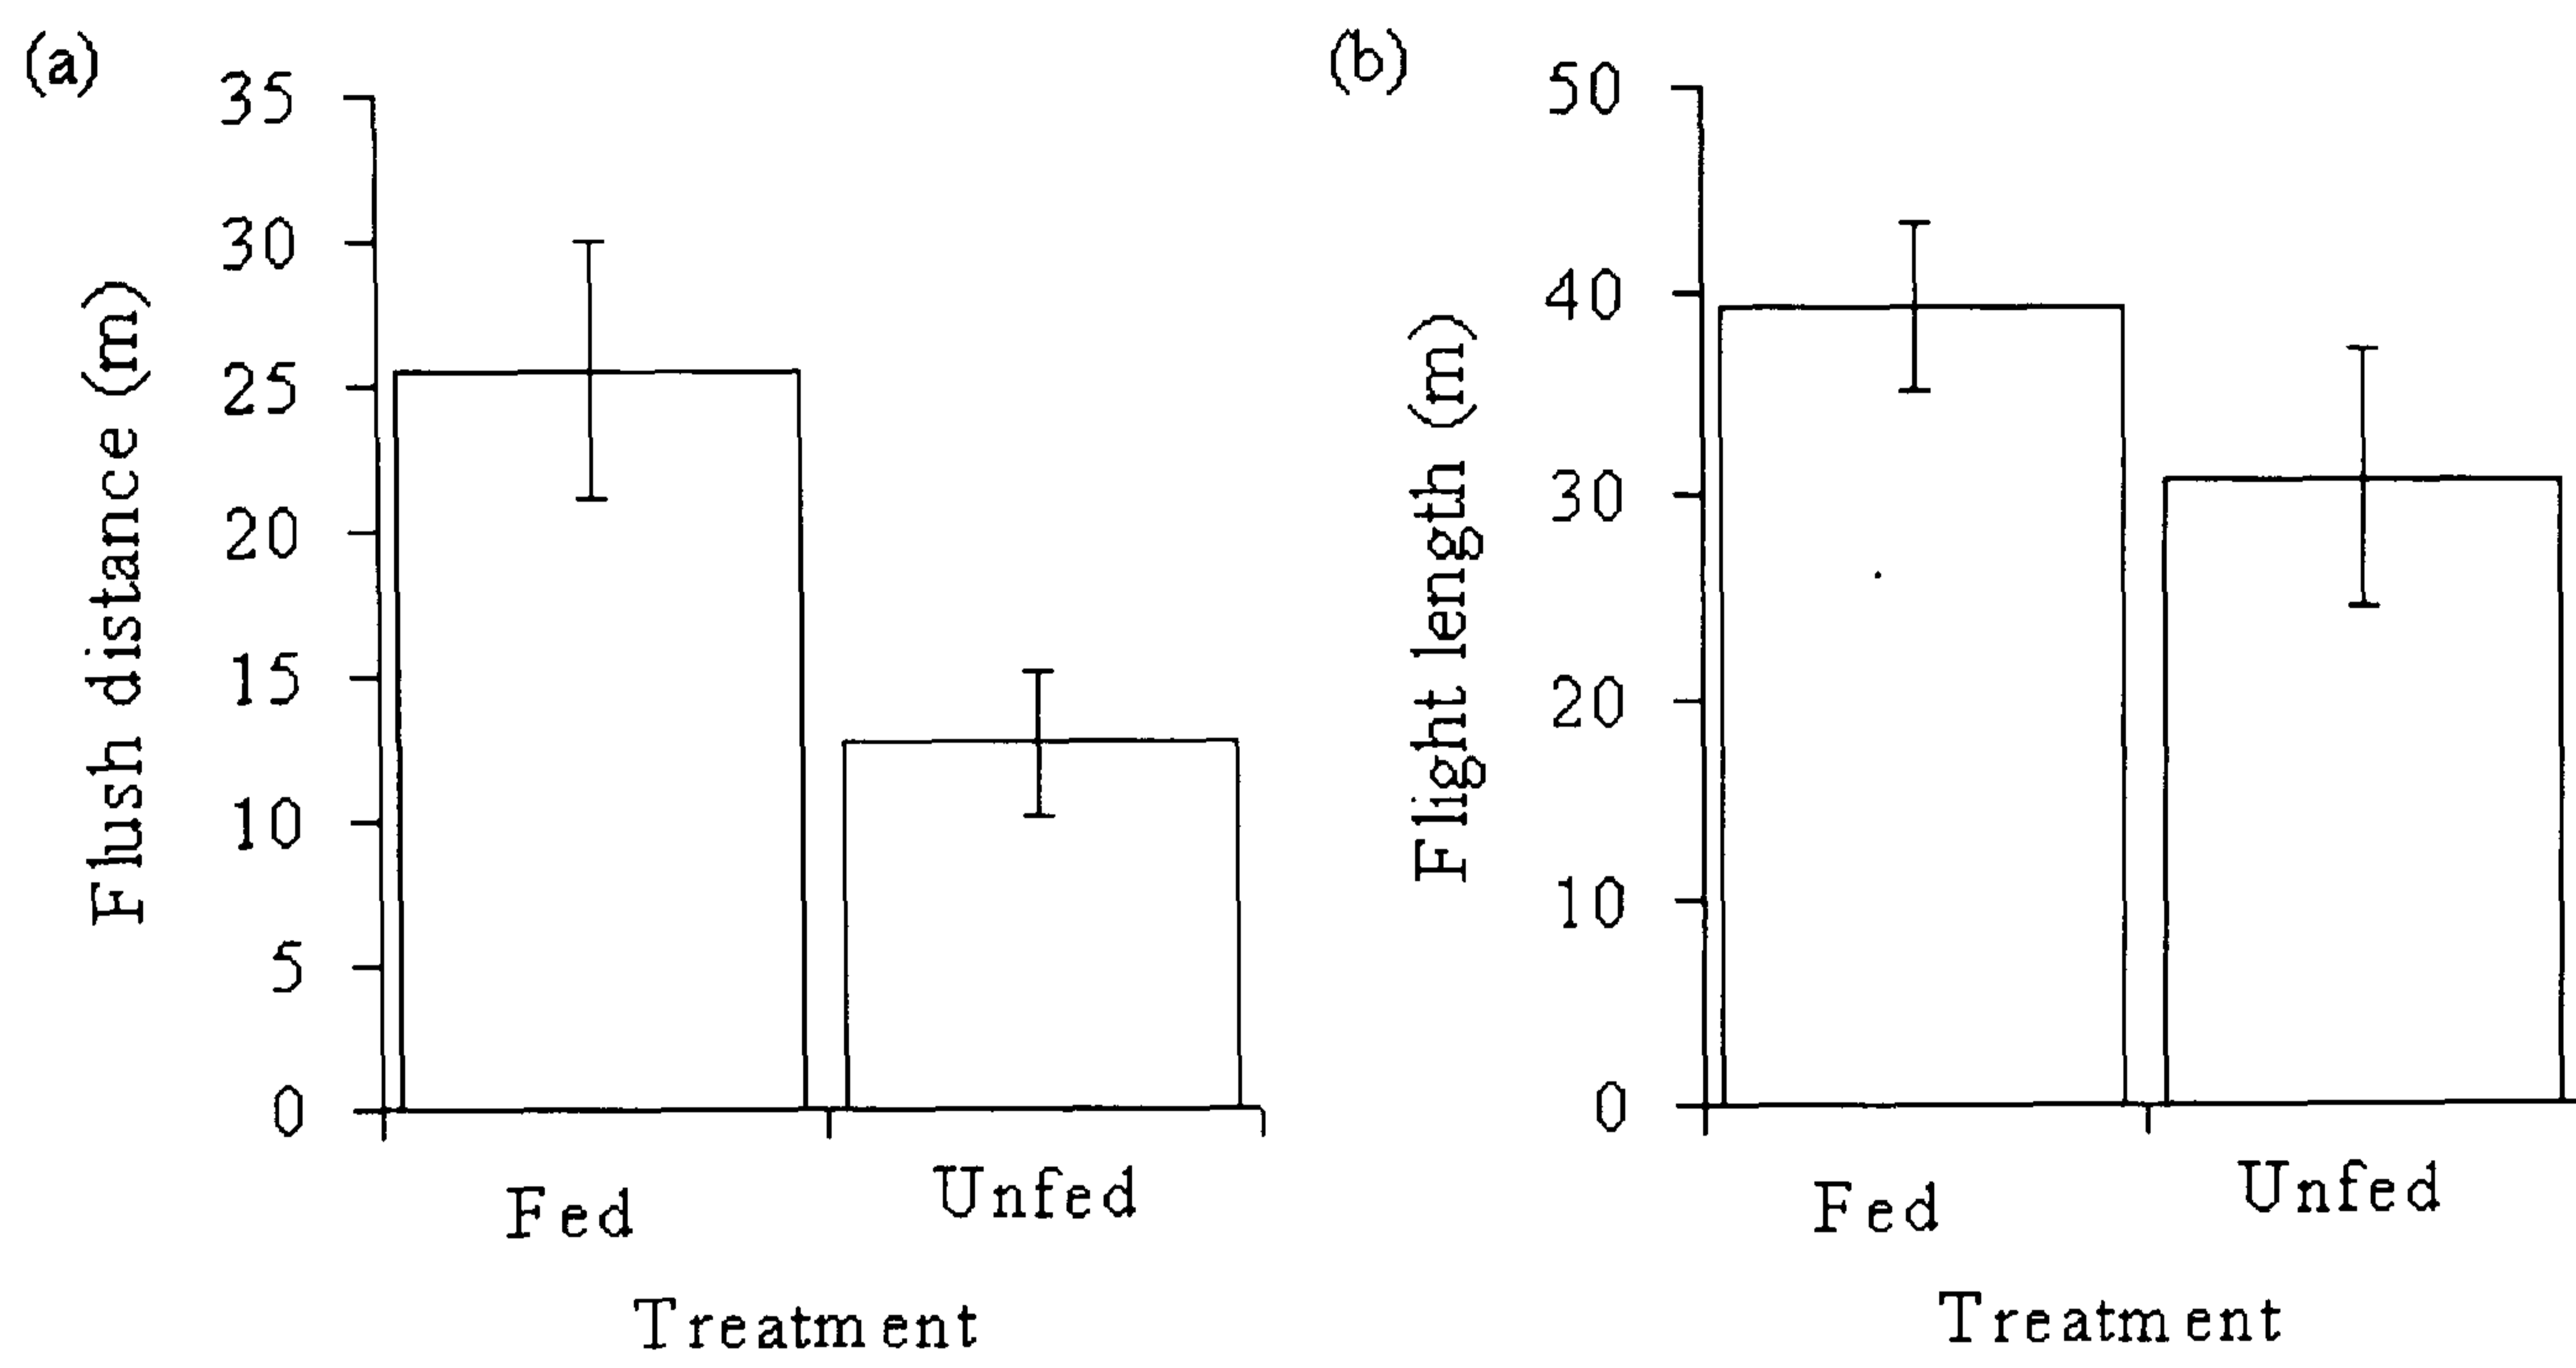 (a)
35
30
25
20
15
10
5
0
Flush distance (m)
Fed
Unfed
Treatment
(b)
50
40
30
20
10
0
Flight length (m)
Fed
Unfed
Treatment